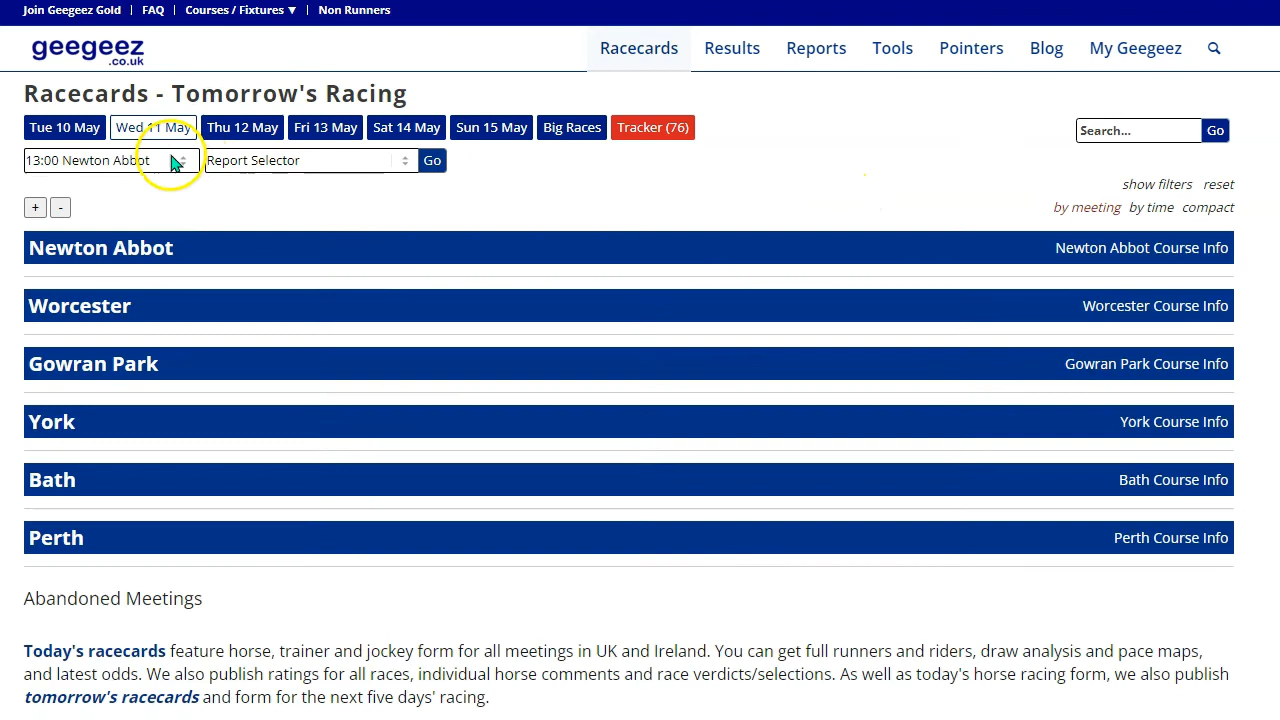 Join Geegeez Gold | FAQ | Courses / Fixtures ▼ | Non Runners
geegeez .co.uk Racecards Results Reports Tools Pointers Blog My Geegeez
Racecards - Tomorrow's Racing
Tue 10 May Wed 11 May Thu 12 May Fri 13 May Sat 14 May Sun 15 May Big Races Tracker (76)
Search... Go
13:00 Newton Abbot Report Selector Go
show filters reset
+ - by meeting by time compact
Newton Abbot Newton Abbot Course Info
Worcester Worcester Course Info
Gowran Park Gowran Park Course Info
York York Course Info
Bath Bath Course Info
Perth Perth Course Info
Abandoned Meetings
Today's racecards feature horse, trainer and jockey form for all meetings in UK and Ireland. You can get full runners and riders, draw analysis and pace maps,
and latest odds. We also publish ratings for all races, individual horse comments and race verdicts/selections. As well as today's horse racing form, we also publish
tomorrow's racecards and form for the next five days' racing.